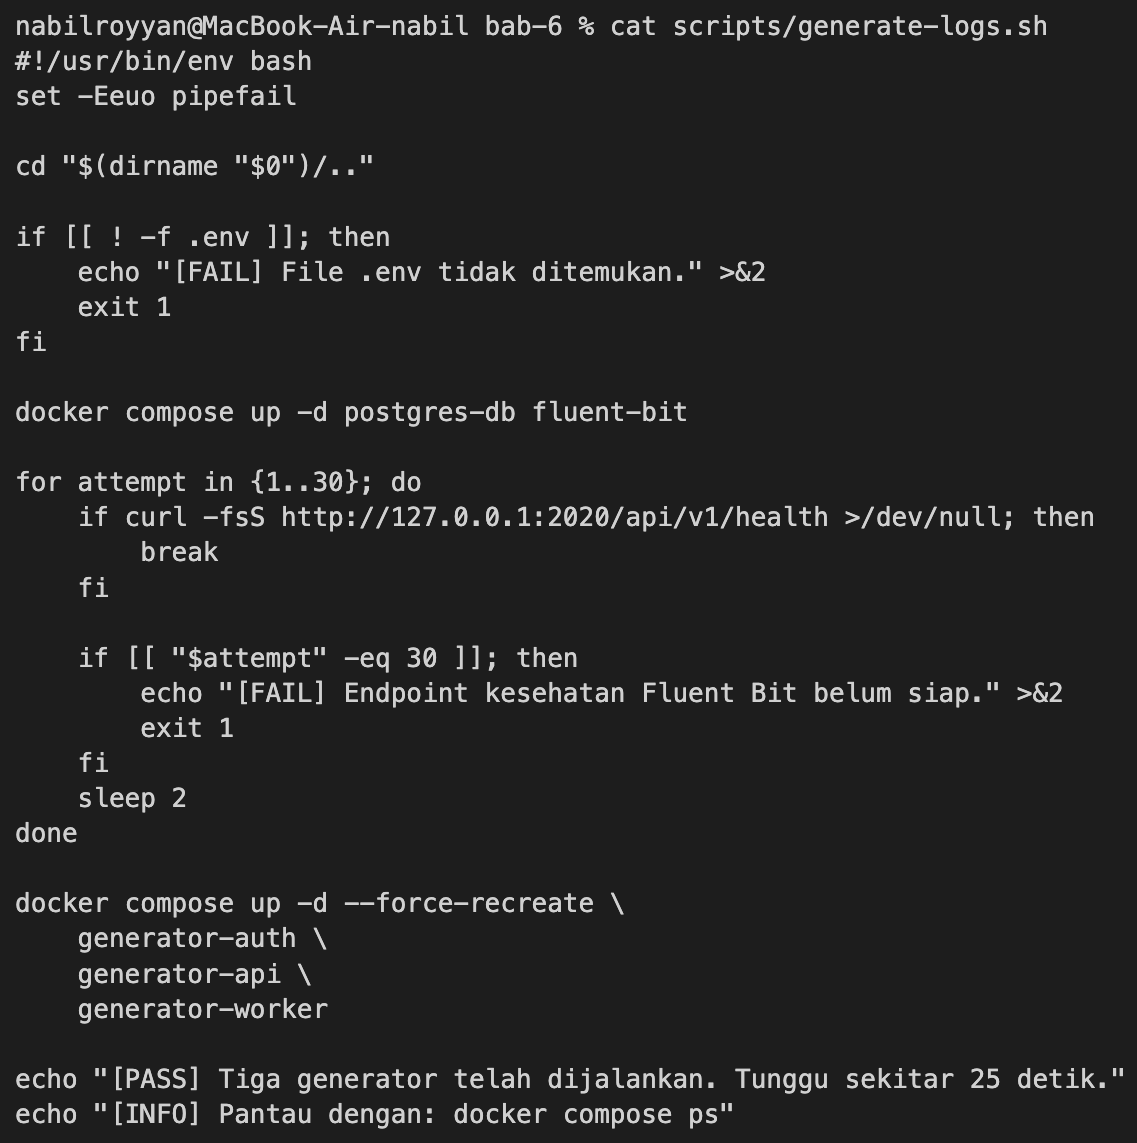 nabilroyyan@MacBook-Air-nabil bab-6 % cat scripts/generate-logs.sh
#!/usr/bin/env bash
set -Eeuo pipefail

cd "$(dirname "$0")/.."

if [[ ! -f .env ]]; then
    echo "[FAIL] File .env tidak ditemukan." >&2
    exit 1
fi

docker compose up -d postgres-db fluent-bit

for attempt in {1..30}; do
    if curl -fsS http://127.0.0.1:2020/api/v1/health >/dev/null; then
        break
    fi

    if [[ "$attempt" -eq 30 ]]; then
        echo "[FAIL] Endpoint kesehatan Fluent Bit belum siap." >&2
        exit 1
    fi
    sleep 2
done

docker compose up -d --force-recreate \
    generator-auth \
    generator-api \
    generator-worker

echo "[PASS] Tiga generator telah dijalankan. Tunggu sekitar 25 detik."
echo "[INFO] Pantau dengan: docker compose ps"